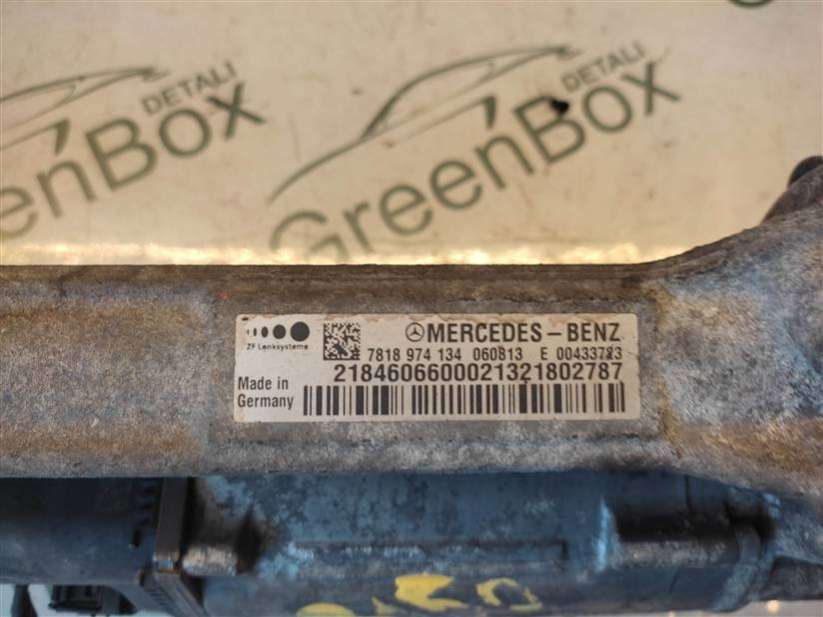 DETALI
GreenBox
DETALI
GreenBox
ZF Lenksysteme
MERCEDES-BENZ
7818 974 134 060813 E 00433723
2184606600021321802787
Made in
Germany